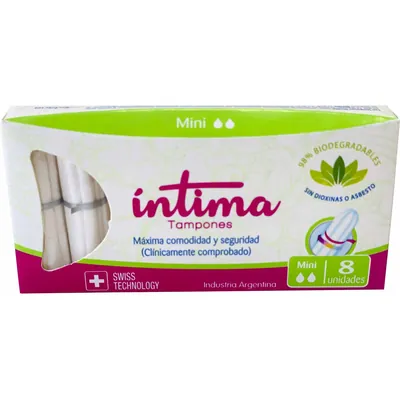 Mini
98% BIODEGRADABLES
SIN DIOXINAS O ASBESTO
íntima
Tampones
Máxima comodidad y seguridad
(Clínicamente comprobado)
SWISS
TECHNOLOGY
Industria Argentina
Mini
8
unidades